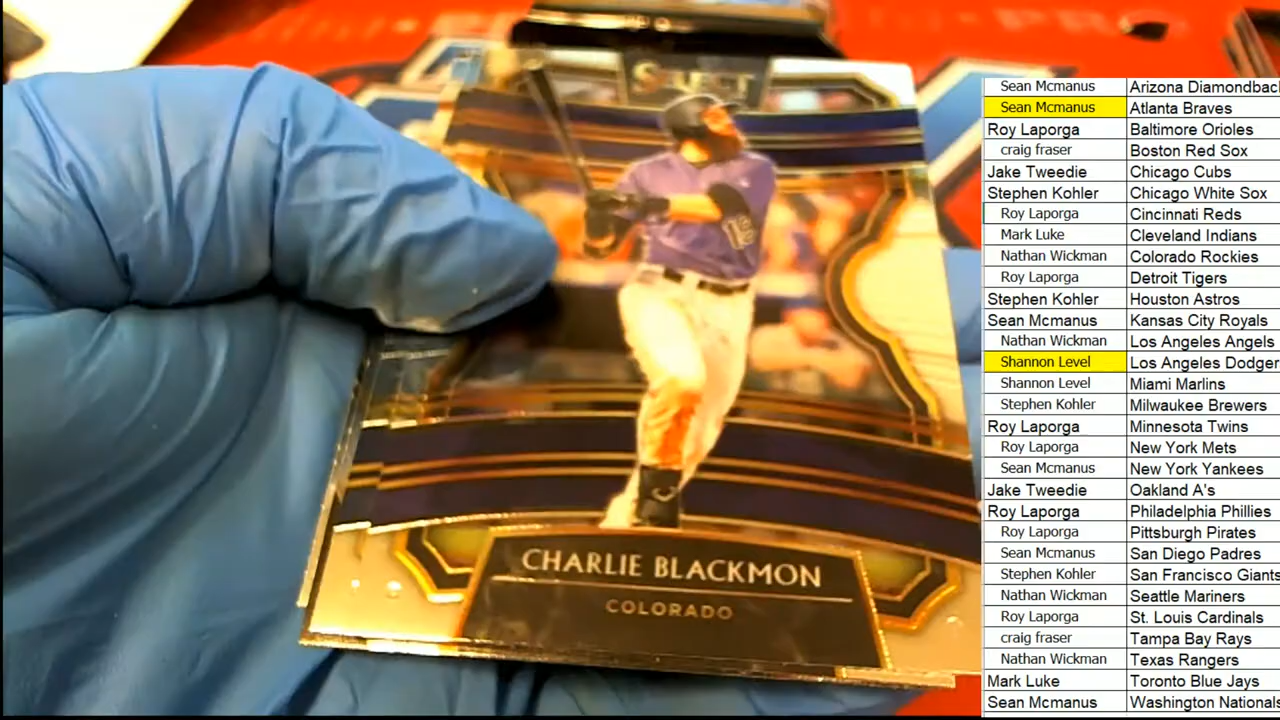 SELECT
18
CHARLIE BLACKMON
COLORADO
Sean Mcmanus Arizona Diamondbac
Sean Mcmanus Atlanta Braves
Roy Laporga Baltimore Orioles
craig fraser Boston Red Sox
Jake Tweedie Chicago Cubs
Stephen Kohler Chicago White Sox
Roy Laporga Cincinnati Reds
Mark Luke Cleveland Indians
Nathan Wickman Colorado Rockies
Roy Laporga Detroit Tigers
Stephen Kohler Houston Astros
Sean Mcmanus Kansas City Royals
Nathan Wickman Los Angeles Angels
Shannon Level Los Angeles Dodger
Shannon Level Miami Marlins
Stephen Kohler Milwaukee Brewers
Roy Laporga Minnesota Twins
Roy Laporga New York Mets
Sean Mcmanus New York Yankees
Jake Tweedie Oakland A's
Roy Laporga Philadelphia Phillies
Roy Laporga Pittsburgh Pirates
Sean Mcmanus San Diego Padres
Stephen Kohler San Francisco Giants
Nathan Wickman Seattle Mariners
Roy Laporga St. Louis Cardinals
craig fraser Tampa Bay Rays
Nathan Wickman Texas Rangers
Mark Luke Toronto Blue Jays
Sean Mcmanus Washington Nationals